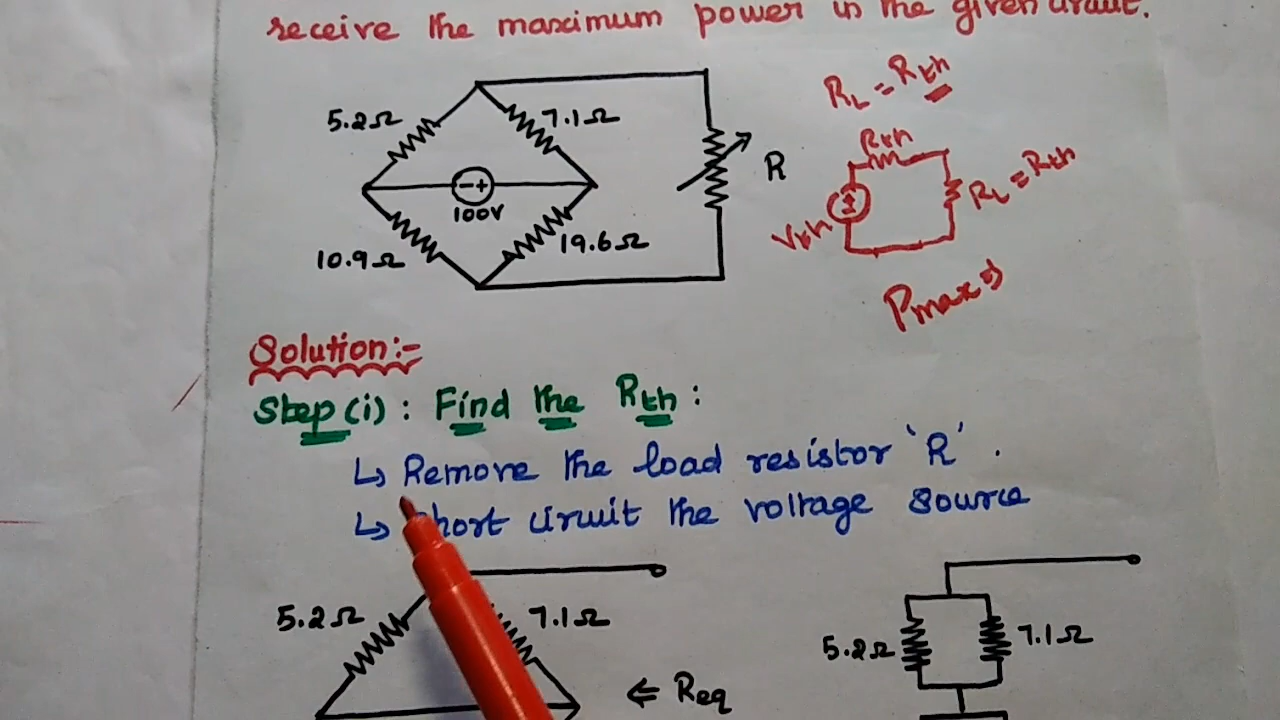 receive the maximum power in the given circuit.
5.2Ω
7.1Ω
R
- +
100V
10.9Ω
19.6Ω
RL = Rth
Rth
Vth
RL = Rth
Pmax ⇒
Solution:-
Step(i): Find the Rth:
↳ Remove the load resistor 'R'.
↳ Short circuit the voltage source
5.2Ω
7.1Ω
⇐ Req
5.2Ω
7.1Ω